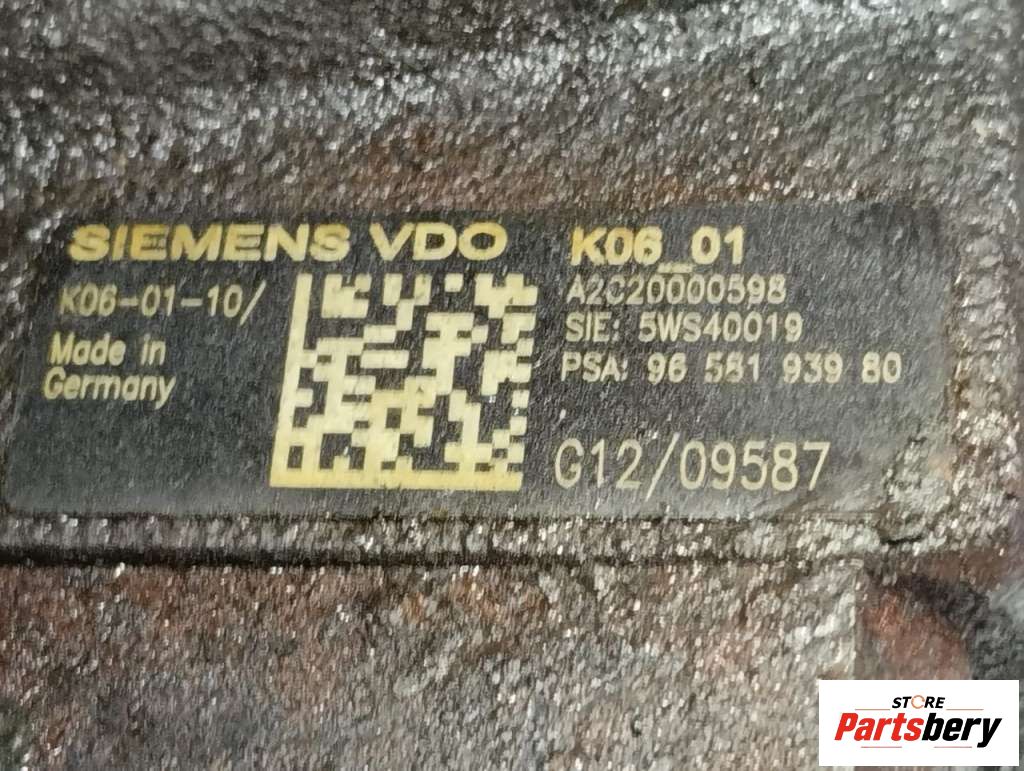 SIEMENS VDO
K06-01-10/
Made in
Germany
K06_01
A2C20000598
SIE: 5WS40019
PSA: 96 581 939 80
G12/09587
STORE
Partsbery